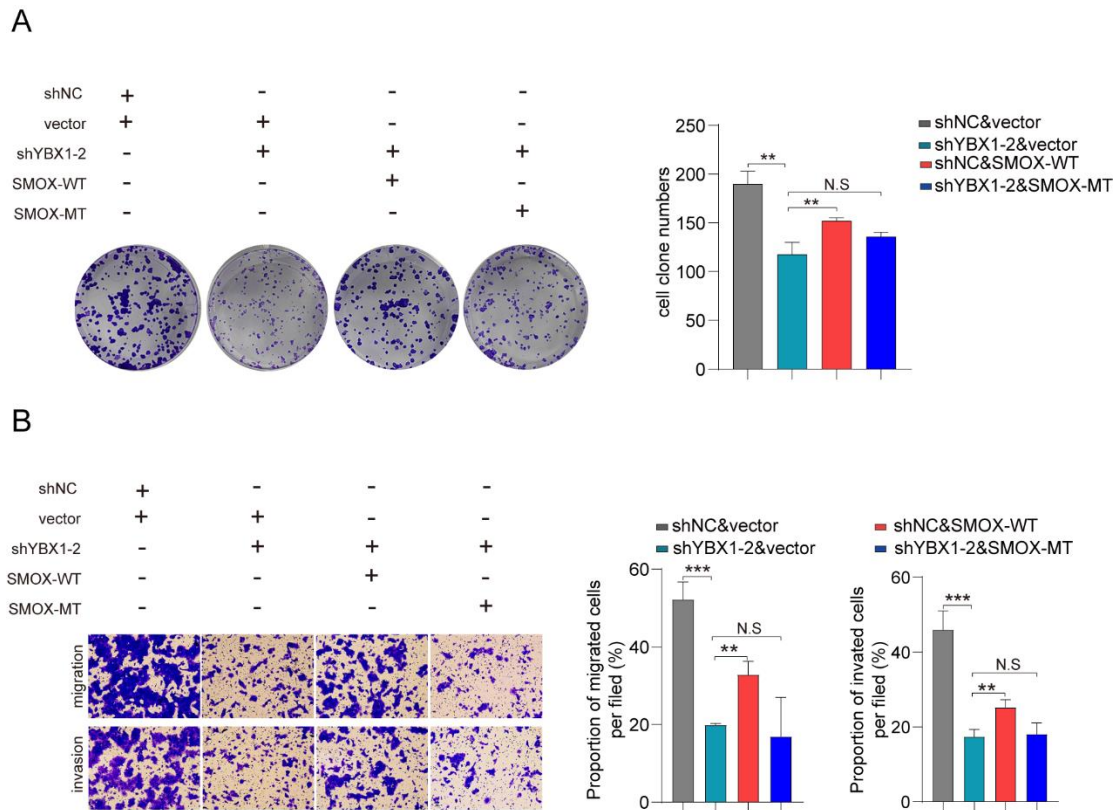 A
shNC + - - -
vector + + - -
shYBX1-2 - + + +
SMOX-WT - - + -
SMOX-MT - - - +
cell clone numbers
250
200
150
100
50
0
**
**
N.S
shNC&vector
shYBX1-2&vector
shNC&SMOX-WT
shYBX1-2&SMOX-MT
B
shNC + - - -
vector + + - -
shYBX1-2 - + + +
SMOX-WT - - + -
SMOX-MT - - - +
migration
invasion
shNC&vector
shYBX1-2&vector
shNC&SMOX-WT
shYBX1-2&SMOX-MT
Proportion of migrated cells
per filed (%)
60
40
20
0
***
**
N.S
Proportion of invated cells
per filed (%)
60
40
20
0
***
**
N.S